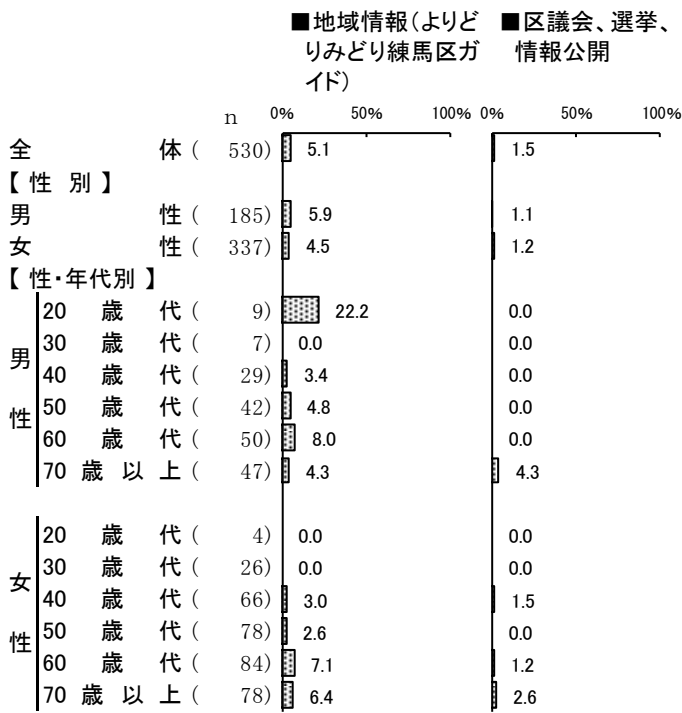 ■地域情報(よりど
りみどり練馬区ガ
イド)
■区議会、選挙、
情報公開
n 0% 50% 100% 0% 50% 100%
全 体 ( 530) 5.1 1.5
【 性 別 】
男 性 ( 185) 5.9 1.1
女 性 ( 337) 4.5 1.2
【 性・年代別 】
男性
20 歳 代 ( 9) 22.2 0.0
30 歳 代 ( 7) 0.0 0.0
40 歳 代 ( 29) 3.4 0.0
50 歳 代 ( 42) 4.8 0.0
60 歳 代 ( 50) 8.0 0.0
70 歳 以 上 ( 47) 4.3 4.3
女性
20 歳 代 ( 4) 0.0 0.0
30 歳 代 ( 26) 0.0 0.0
40 歳 代 ( 66) 3.0 1.5
50 歳 代 ( 78) 2.6 0.0
60 歳 代 ( 84) 7.1 1.2
70 歳 以 上 ( 78) 6.4 2.6